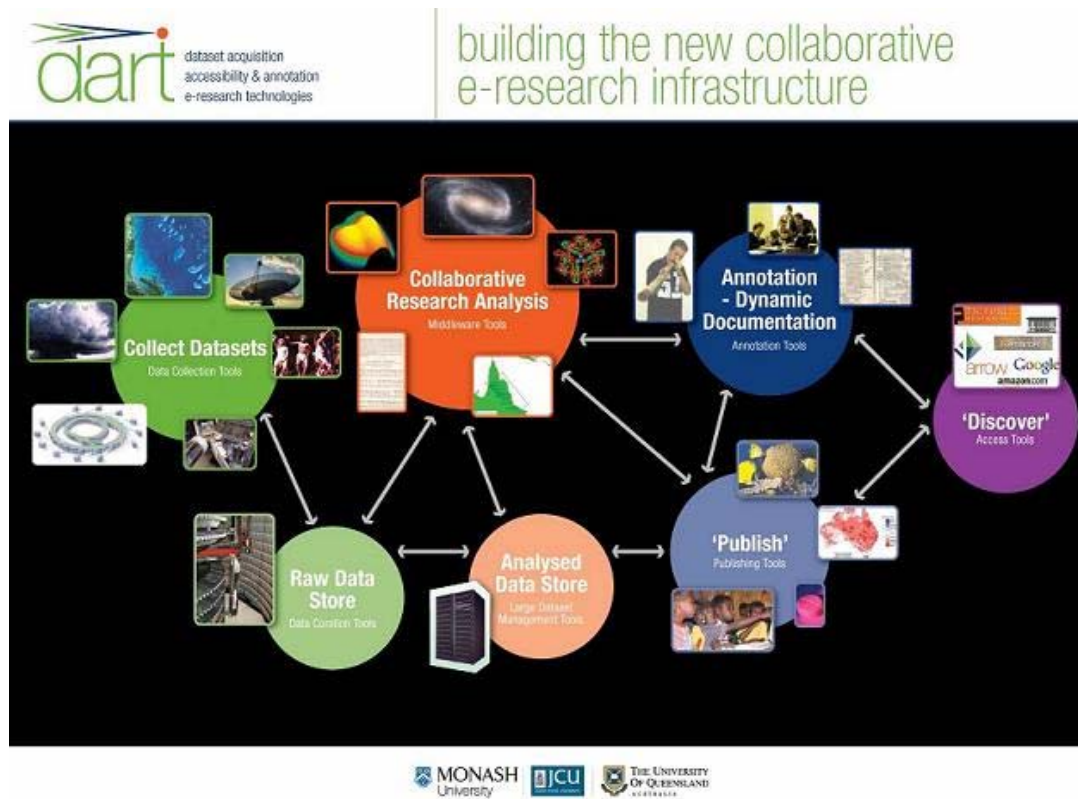 dart
dataset acquisition
accessibility & annotation
e-research technologies
building the new collaborative
e-research infrastructure
Collect Datasets
Data Collection Tools
Collaborative
Research Analysis
Middleware Tools
Annotation
- Dynamic
Documentation
Annotation Tools
arrow
Google
amazon.com
'Discover'
Access Tools
Raw Data
Store
Data Curation Tools
Analysed
Data Store
Large Dataset
Management Tools
'Publish'
Publishing Tools
MONASH
University
JCU
THE UNIVERSITY
OF QUEENSLAND
AUSTRALIA